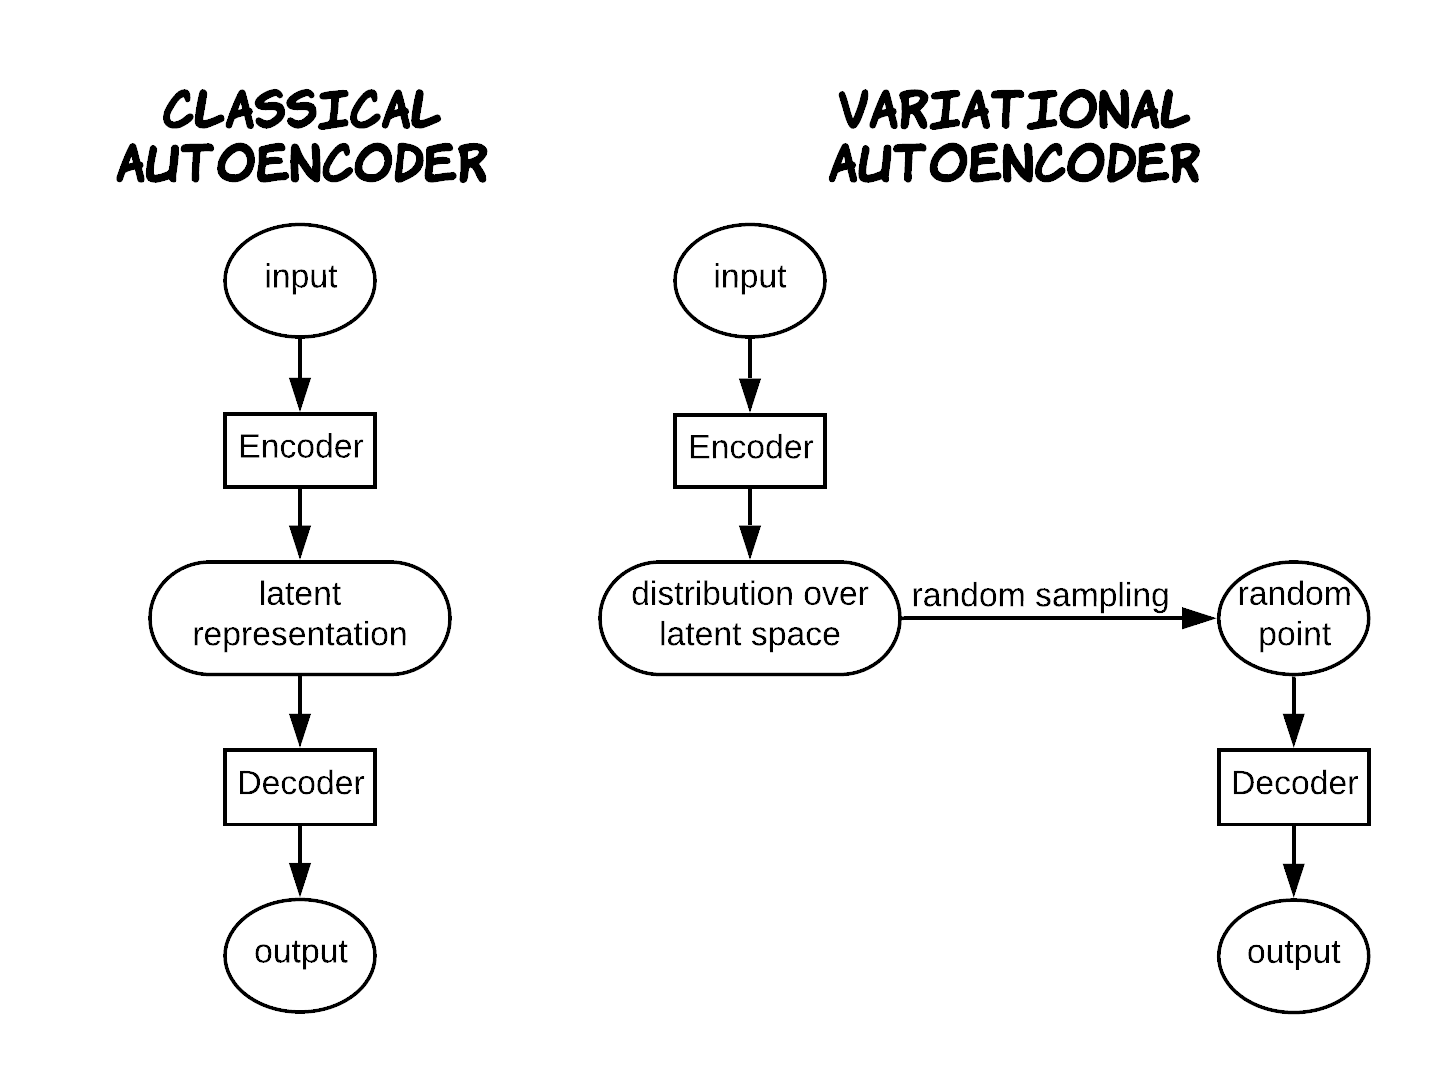 CLASSICAL
AUTOENCODER
input
Encoder
latent
representation
Decoder
output
VARIATIONAL
AUTOENCODER
input
Encoder
distribution over
latent space
random sampling
random
point
Decoder
output